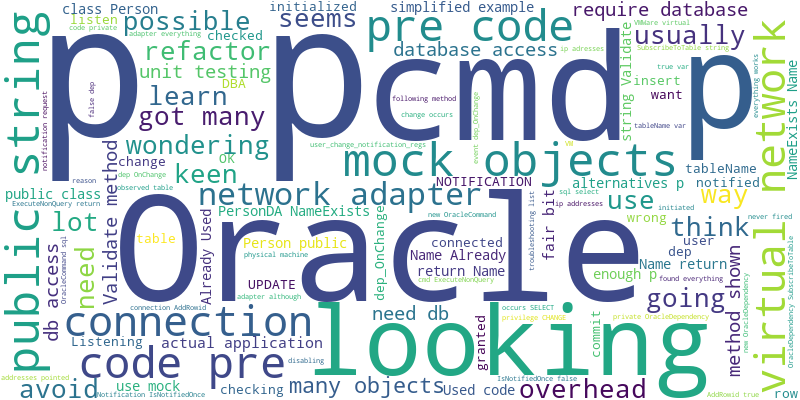 class Person
initialized
simplified example
listen
code private
possible
seems
pre code
require database
VMWare virtual
adapter everything
checked
refactor
database access
usually
ip adresses
SubscribeToTable string
unit testing
DBA
true var
insert
want
string Validate
everything works
false dep
notification request
public string
learn
got many
p
p
cmd
p
following method
change occurs
tableName var
network
NameExists Name
wondering
OK
keen
user_change_notification_regs
event dep_OnChange
mock objects
VM
Validate method
change
reason
dep OnChange
observed table
network adapter
NOTIFICATION
alternatives p
tableName
notified
way
public class
ExecuteNonQuery return
PersonDA NameExists
new OracleCommand
ip addresses
sql select
use
wrong
initiated
never fired
lot
need
db access
OracleCommand sql
table
Already Used
Person public
physical machine
Oracle
dep_OnChange
connected
Name Already
return Name
cmd ExecuteNonQuery
troubleshooting list
fair bit
think
user
dep
Name return
enough p
found everything
method shown
new OracleDependency
virtual
OracleDependency SubscribeToTable
UPDATE
adapter although
connection AddRowid
connection
need db
occurs SELECT
privilege CHANGE
looking
going
private OracleDependency
Listening
actual application
disabling
granted
commit
code pre
addresses pointed
avoid
use mock
Notification IsNotifiedOnce
checking
many objects
Used code
IsNotifiedOnce false
overhead
AddRowid true
row